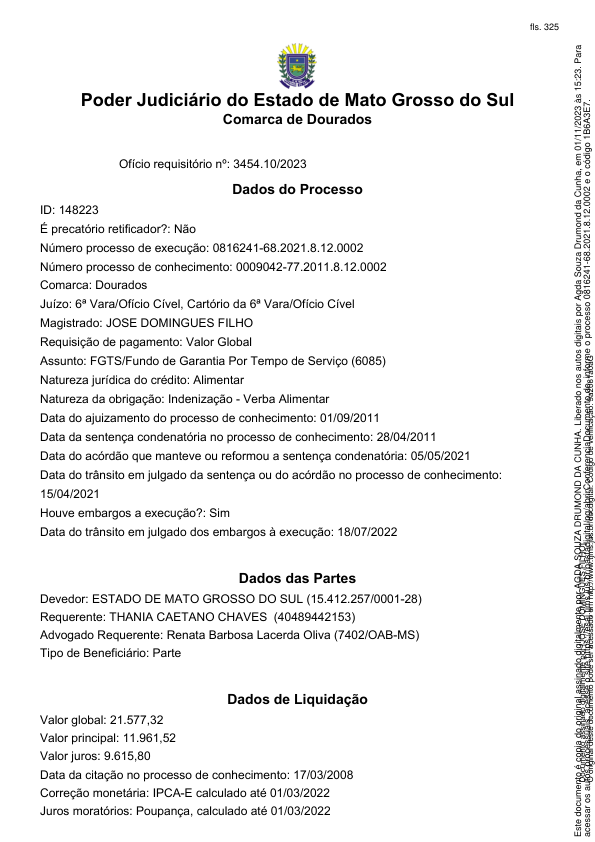 fls. 325
Poder Judiciário do Estado de Mato Grosso do Sul
Comarca de Dourados
Ofício requisitório nº: 3454.10/2023
Dados do Processo
ID: 148223
É precatório retificador?: Não
Número processo de execução: 0816241-68.2021.8.12.0002
Número processo de conhecimento: 0009042-77.2011.8.12.0002
Comarca: Dourados
Juízo: 6ª Vara/Ofício Cível, Cartório da 6ª Vara/Ofício Cível
Magistrado: JOSE DOMINGUES FILHO
Requisição de pagamento: Valor Global
Assunto: FGTS/Fundo de Garantia Por Tempo de Serviço (6085)
Natureza jurídica do crédito: Alimentar
Natureza da obrigação: Indenização - Verba Alimentar
Data do ajuizamento do processo de conhecimento: 01/09/2011
Data da sentença condenatória no processo de conhecimento: 28/04/2011
Data do acórdão que manteve ou reformou a sentença condenatória: 05/05/2021
Data do trânsito em julgado da sentença ou do acórdão no processo de conhecimento:
15/04/2021
Houve embargos a execução?: Sim
Data do trânsito em julgado dos embargos à execução: 18/07/2022
Dados das Partes
Devedor: ESTADO DE MATO GROSSO DO SUL (15.412.257/0001-28)
Requerente: THANIA CAETANO CHAVES  (40489442153)
Advogado Requerente: Renata Barbosa Lacerda Oliva (7402/OAB-MS)
Tipo de Beneficiário: Parte
Dados de Liquidação
Valor global: 21.577,32
Valor principal: 11.961,52
Valor juros: 9.615,80
Data da citação no processo de conhecimento: 17/03/2008
Correção monetária: IPCA-E calculado até 01/03/2022
Juros moratórios: Poupança, calculado até 01/03/2022
Este documento é copia do original assinado digitalmente por AGDA SOUZA DRUMOND DA CUNHA. Liberado nos autos digitais por Agda Souza Drumond da Cunha, em 01/11/2023 às 15:23. Para
acessar os autos informe o processo 0816241-68.2021.8.12.0002 e o código 1B6A3E7.